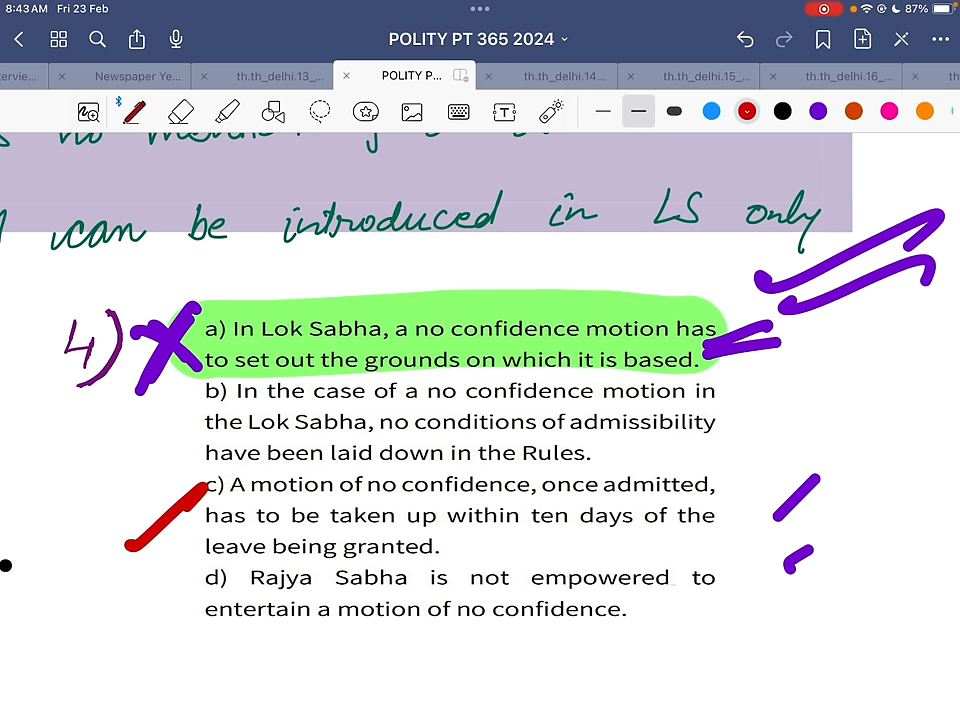 8:43 AM Fri 23 Feb
87%
POLITY PT 365 2024
tervie...
Newspaper Ye...
th.th_delhi.13_...
POLITY P...
th.th_delhi.14...
th.th_delhi.15_...
th.th_delhi.16_...
th
no
can be introduced in LS only
4)
a) In Lok Sabha, a no confidence motion has
to set out the grounds on which it is based.
b) In the case of a no confidence motion in
the Lok Sabha, no conditions of admissibility
have been laid down in the Rules.
c) A motion of no confidence, once admitted,
has to be taken up within ten days of the
leave being granted.
d) Rajya Sabha is not empowered to
entertain a motion of no confidence.